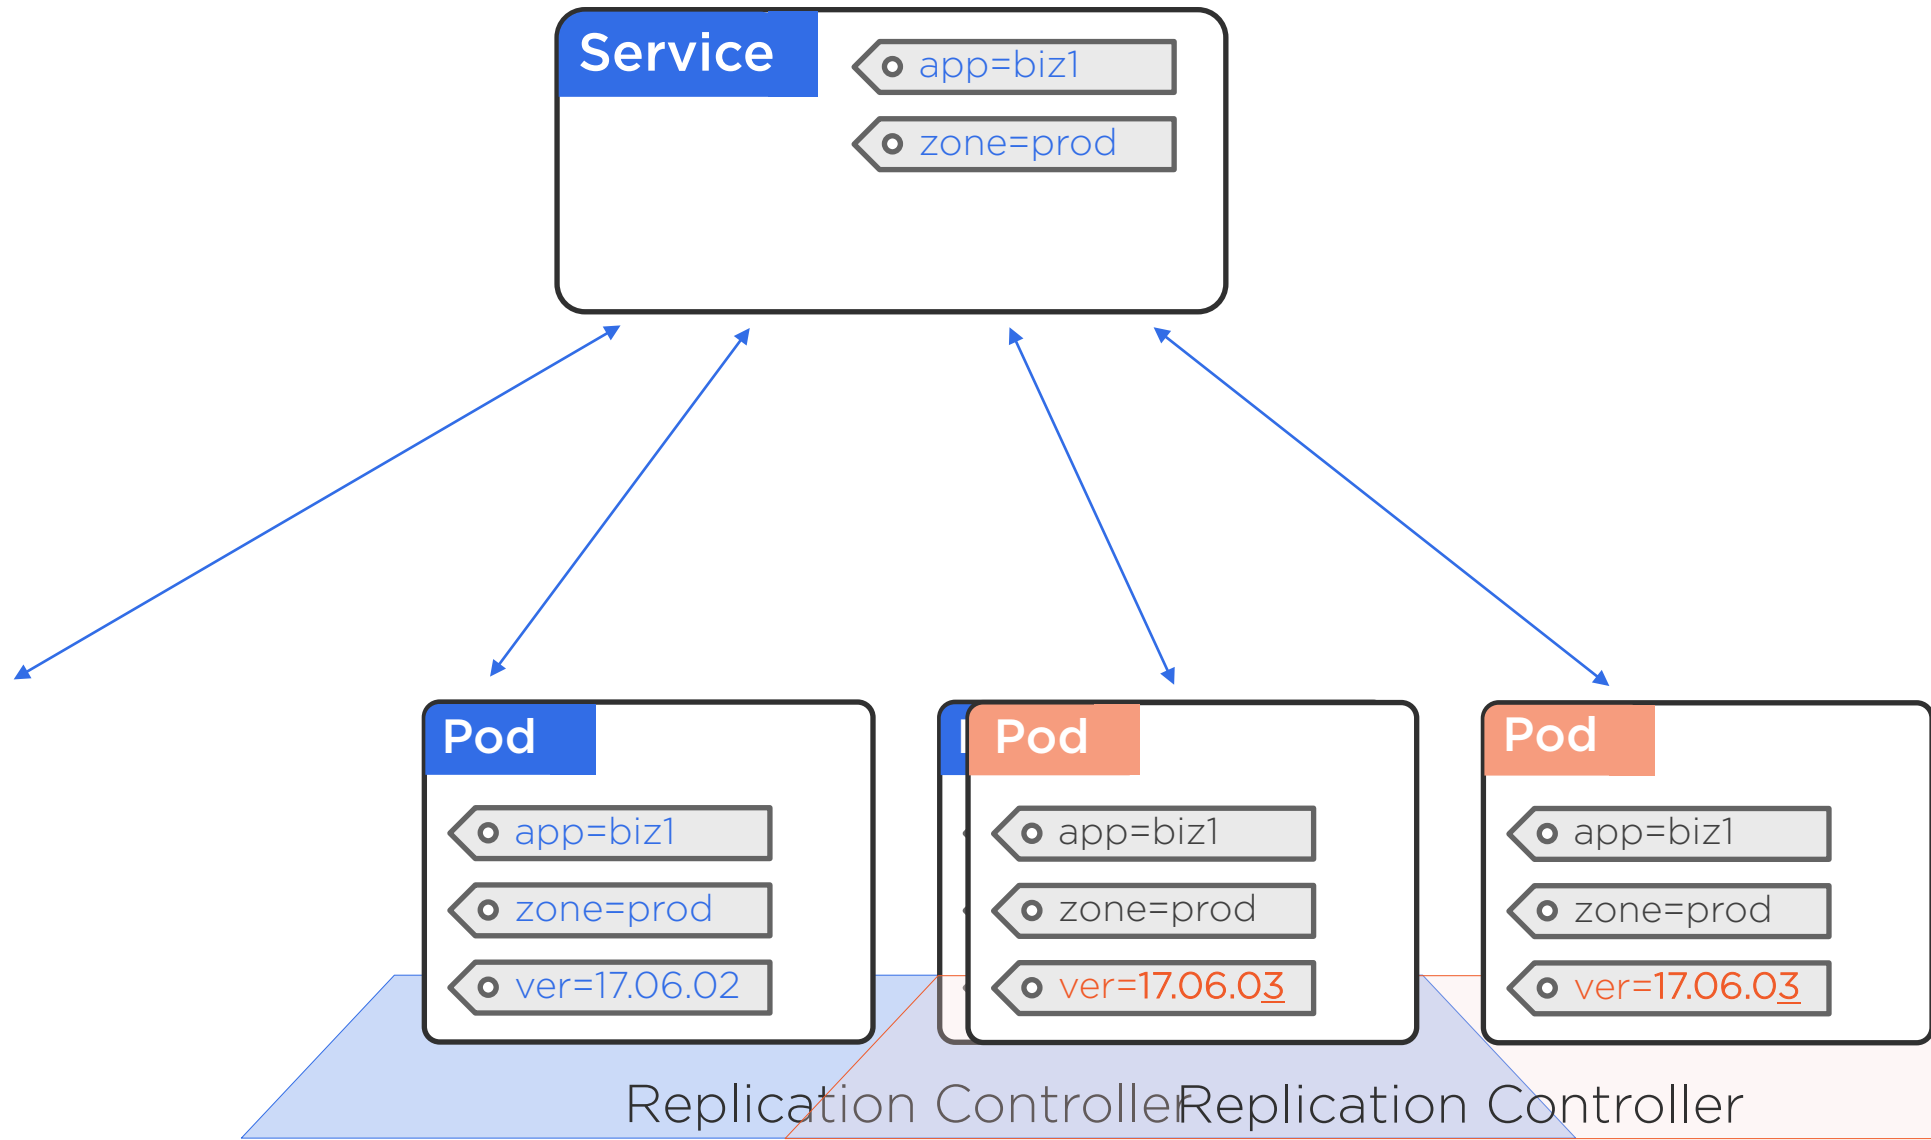 Service
app=biz1
zone=prod
Pod
app=biz1
zone=prod
ver=17.06.02
Pod
app=biz1
zone=prod
ver=17.06.03
Pod
app=biz1
zone=prod
ver=17.06.03
Replication Controller
Replication Controller